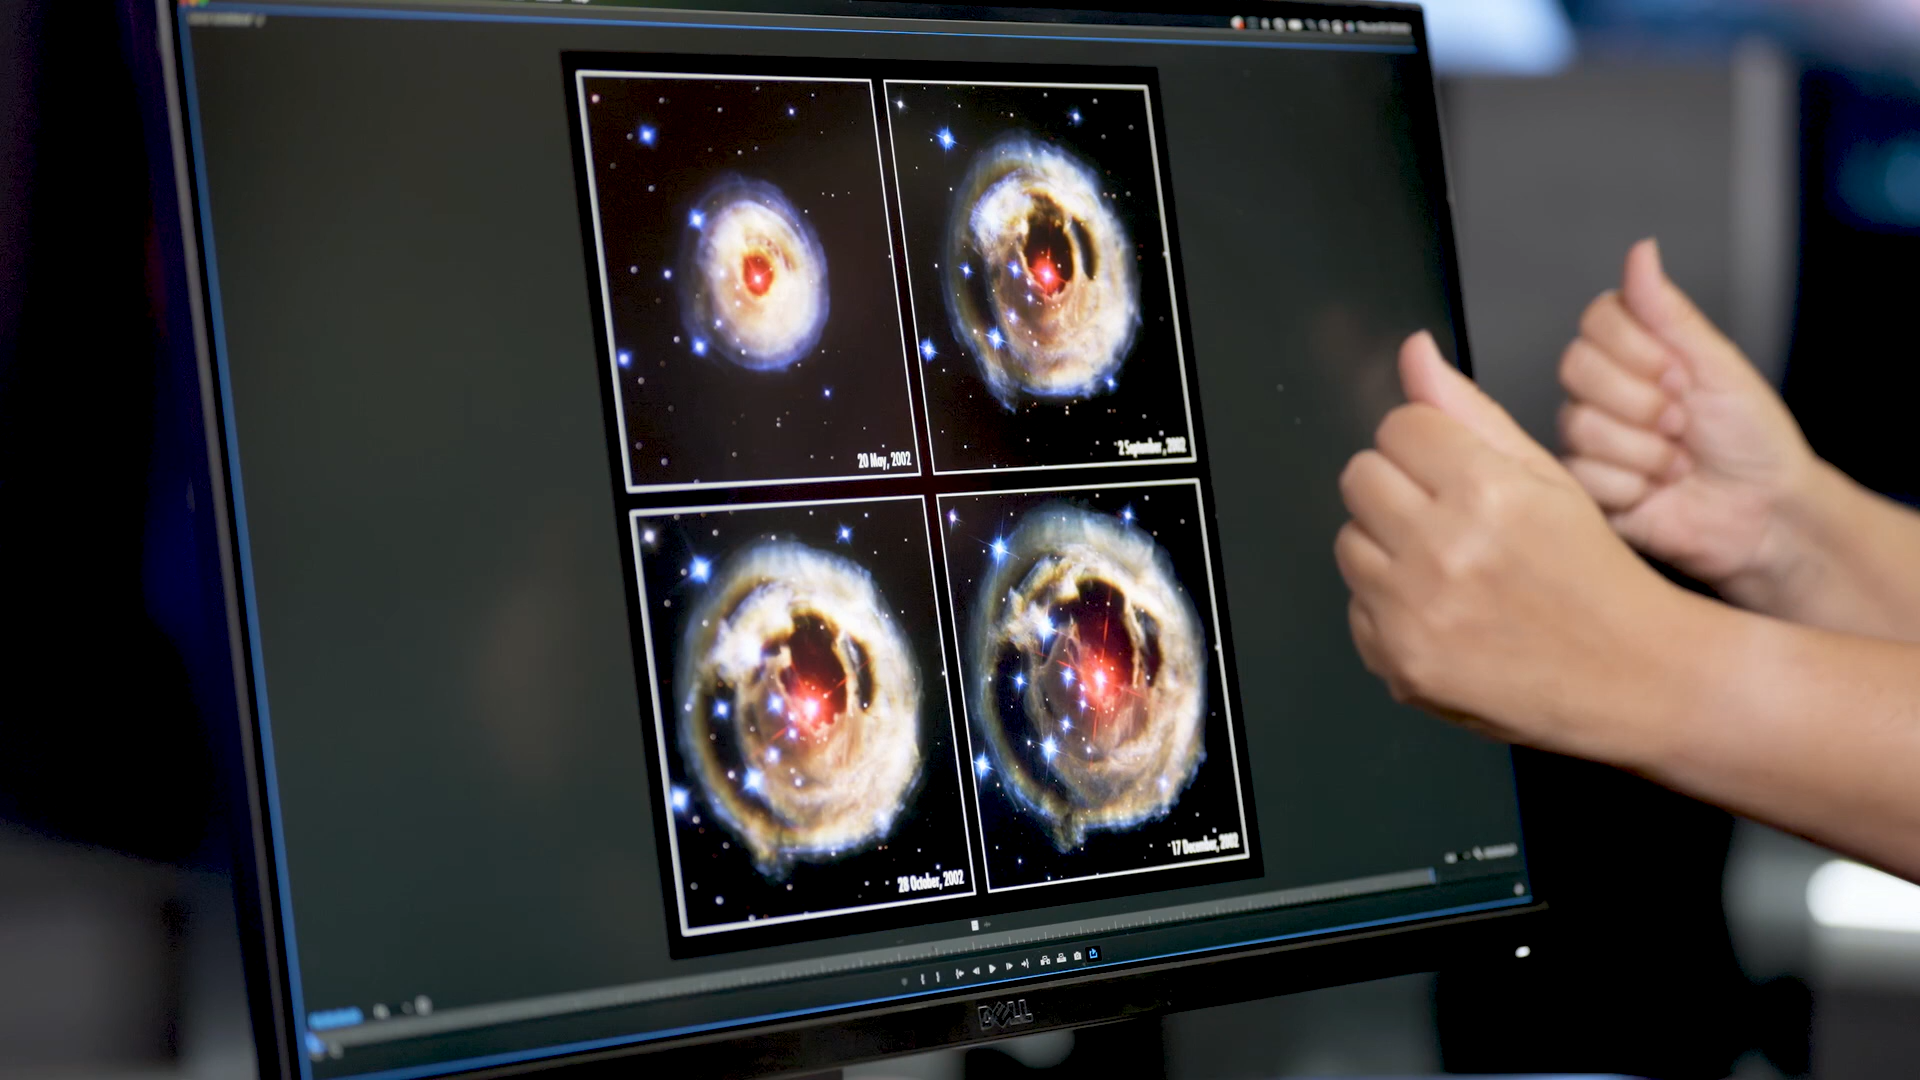 20 May, 2002
2 September, 2002
28 October, 2002
17 December, 2002
DELL